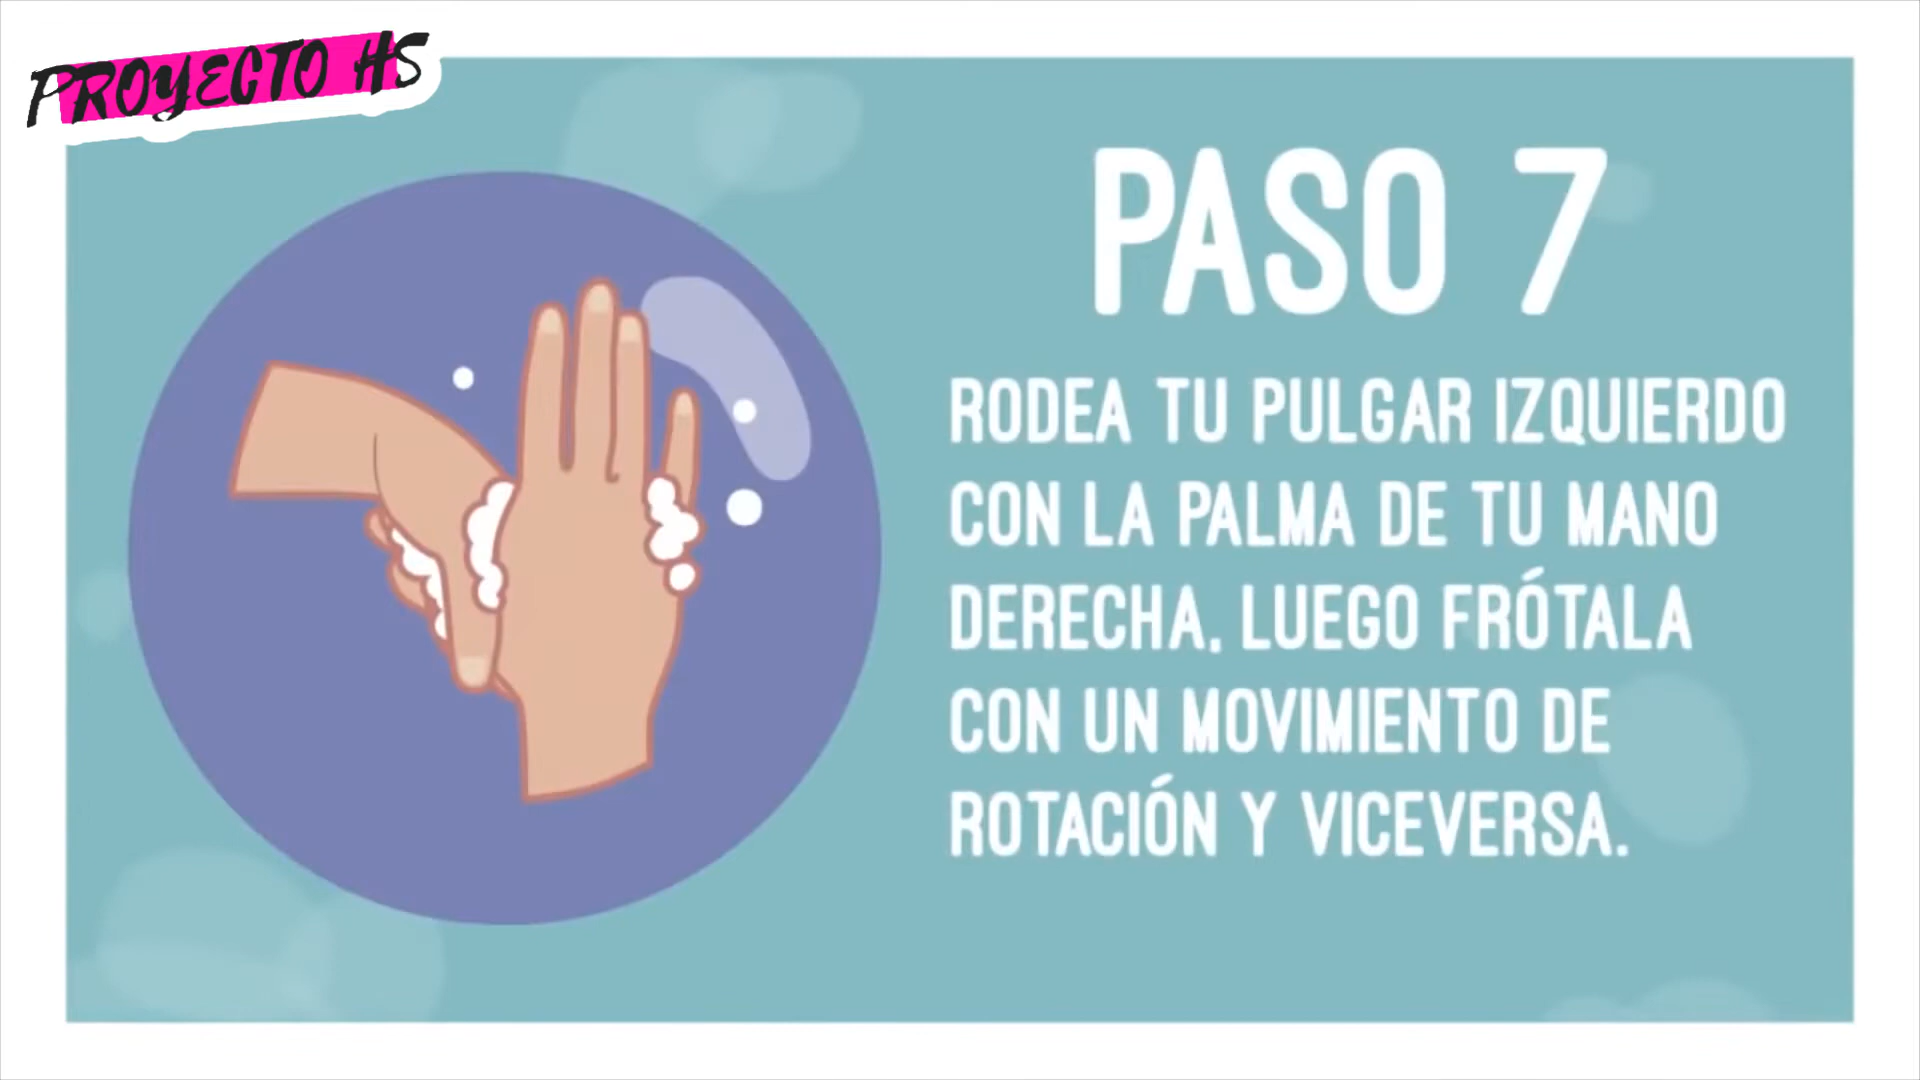 PROYECTO HS
PASO 7
RODEA TU PULGAR IZQUIERDO
CON LA PALMA DE TU MANO
DERECHA, LUEGO FRÓTALA
CON UN MOVIMIENTO DE
ROTACIÓN Y VICEVERSA.